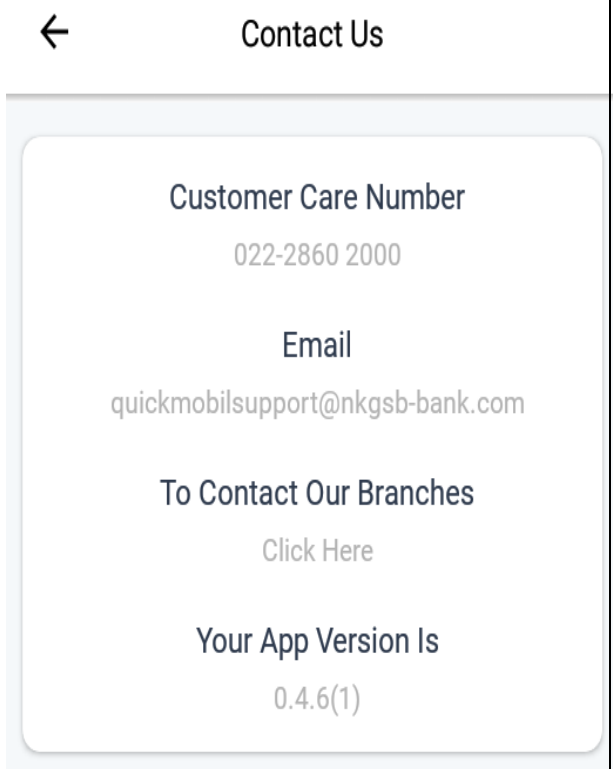 Contact Us
Customer Care Number
022-2860 2000
Email
quickmobilsupport@nkgsb-bank.com
To Contact Our Branches
Click Here
Your App Version Is
0.4.6(1)